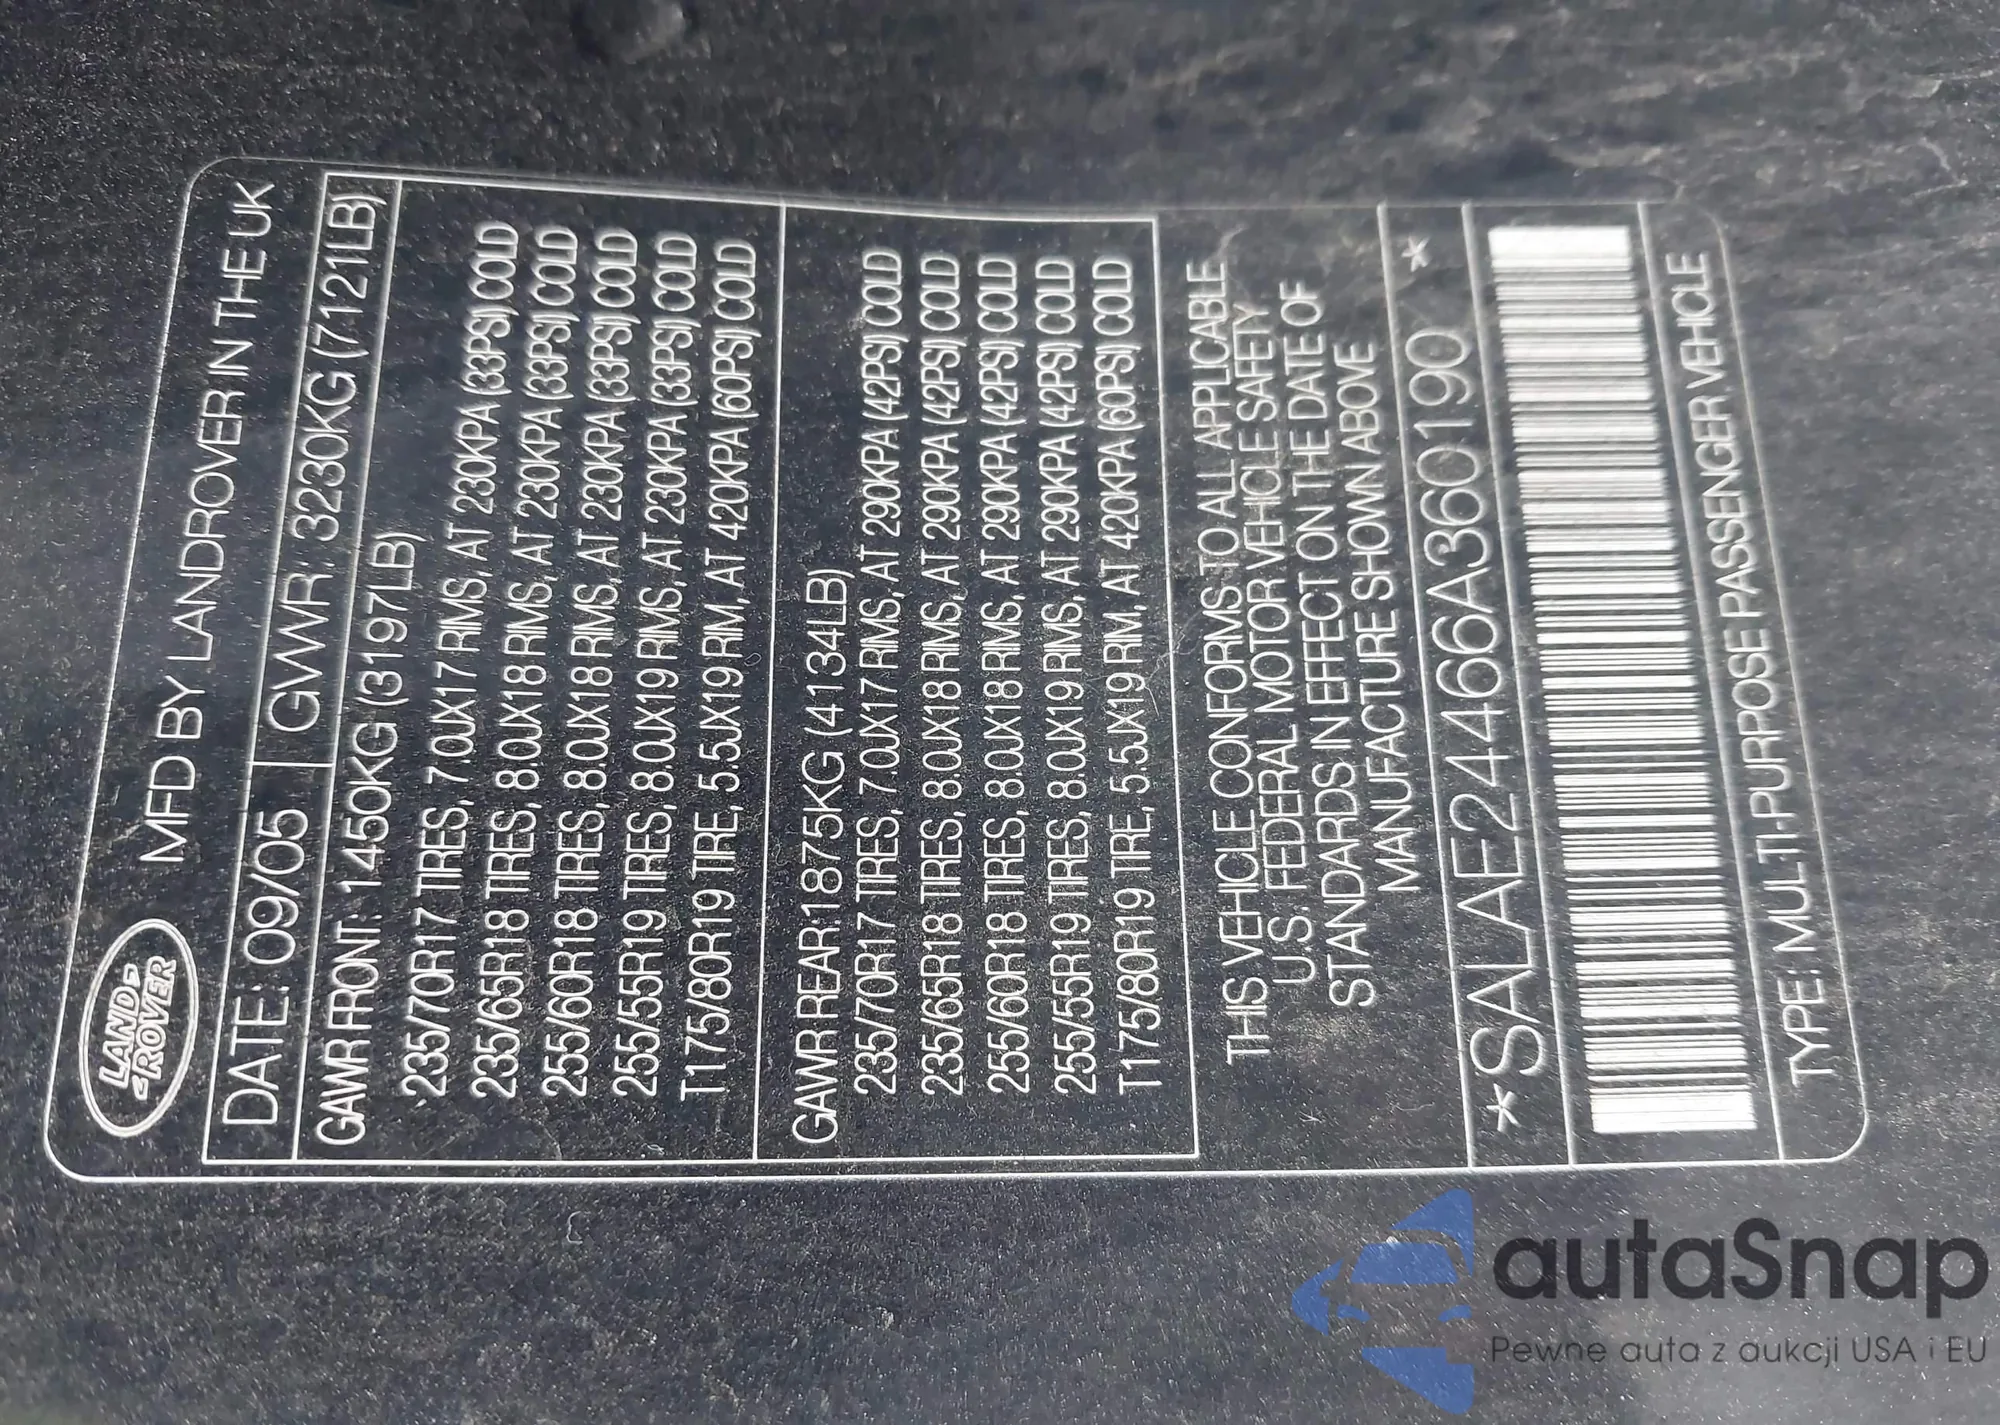 LAND
ROVER
MFD BY LANDROVER IN THE UK
DATE: 09/05 GVWR: 3230KG (7121LB)
GAWR FRONT: 1450KG (3197LB)
235/70R17 TIRES, 7.0JX17 RIMS, AT 230KPA (33PSI) COLD
235/65R18 TIRES, 8.0JX18 RIMS, AT 230KPA (33PSI) COLD
255/60R18 TIRES, 8.0JX18 RIMS, AT 230KPA (33PSI) COLD
255/55R19 TIRES, 8.0JX19 RIMS, AT 230KPA (33PSI) COLD
T175/80R19 TIRE, 5.5JX19 RIM, AT 420KPA (60PSI) COLD
GAWR REAR:1875KG (4134LB)
235/70R17 TIRES, 7.0JX17 RIMS, AT 290KPA (42PSI) COLD
235/65R18 TIRES, 8.0JX18 RIMS, AT 290KPA (42PSI) COLD
255/60R18 TIRES, 8.0JX18 RIMS, AT 290KPA (42PSI) COLD
255/55R19 TIRES, 8.0JX19 RIMS, AT 290KPA (42PSI) COLD
T175/80R19 TIRE, 5.5JX19 RIM, AT 420KPA (60PSI) COLD
THIS VEHICLE CONFORMS TO ALL APPLICABLE
U.S. FEDERAL MOTOR VEHICLE SAFETY
STANDARDS IN EFFECT ON THE DATE OF
MANUFACTURE SHOWN ABOVE
*SALAE24466A360190 *
TYPE: MULTI-PURPOSE PASSENGER VEHICLE
autaSnap
Pewne auta z aukcji USA i EU